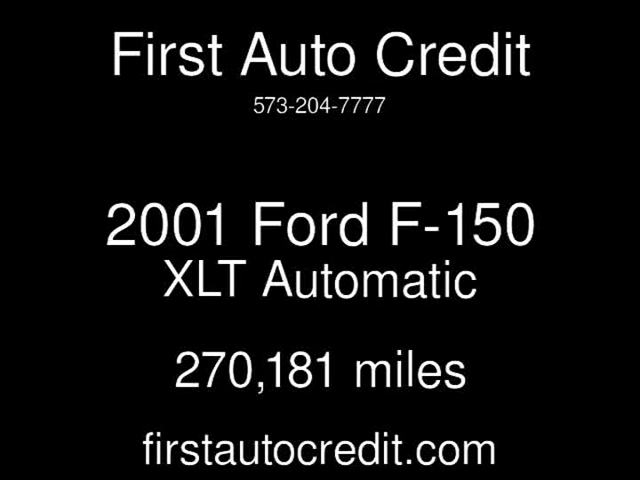 First Auto Credit
573-204-7777
2001 Ford F-150
XLT Automatic
270,181 miles
firstautocredit.com